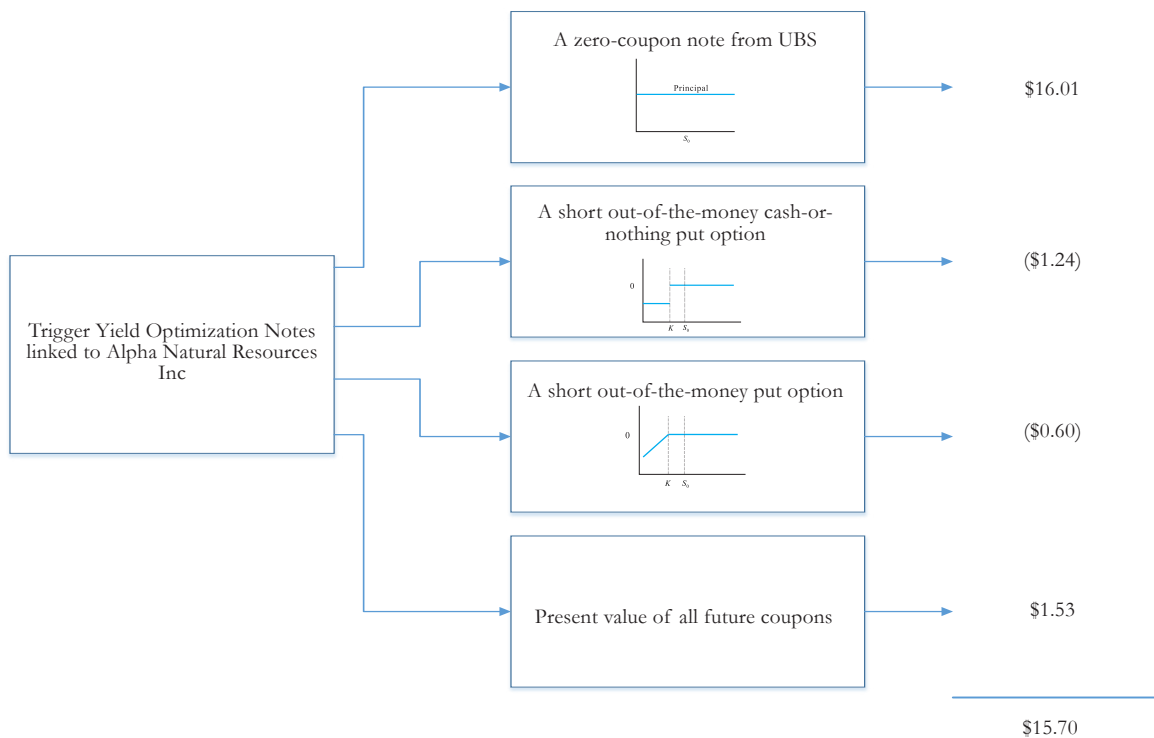 A zero-coupon note from UBS
Principal
S₀
$16.01
A short out-of-the-money cash-or-
nothing put option
0
K
S₀
($1.24)
Trigger Yield Optimization Notes
linked to Alpha Natural Resources
Inc
A short out-of-the-money put option
0
K
S₀
($0.60)
Present value of all future coupons
$1.53
$15.70